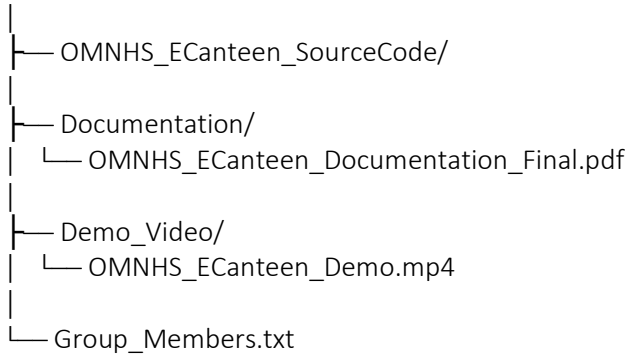 │
├── OMNHS_ECanteen_SourceCode/
│
├── Documentation/
│   └── OMNHS_ECanteen_Documentation_Final.pdf
│
├── Demo_Video/
│   └── OMNHS_ECanteen_Demo.mp4
│
└── Group_Members.txt